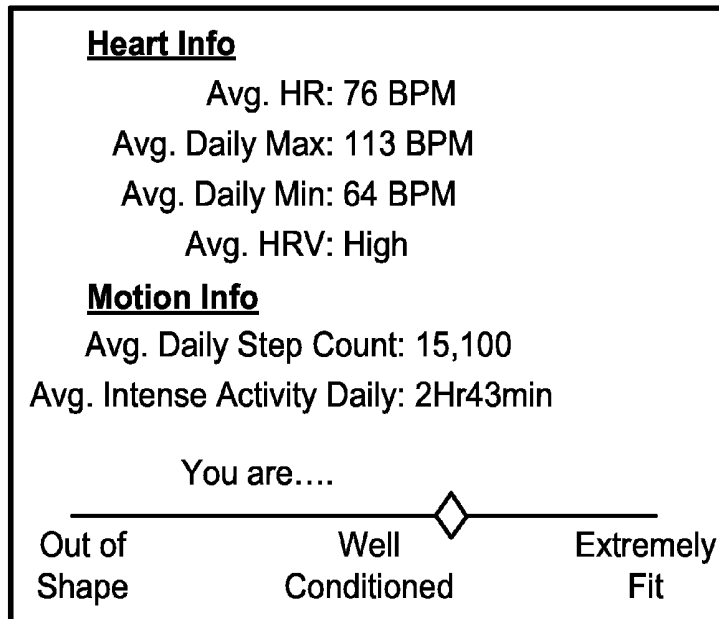 Heart Info
Avg. HR: 76 BPM
Avg. Daily Max: 113 BPM
Avg. Daily Min: 64 BPM
Avg. HRV: High
Motion Info
Avg. Daily Step Count: 15,100
Avg. Intense Activity Daily: 2Hr43min
You are....
Out of Well Extremely
Shape Conditioned Fit